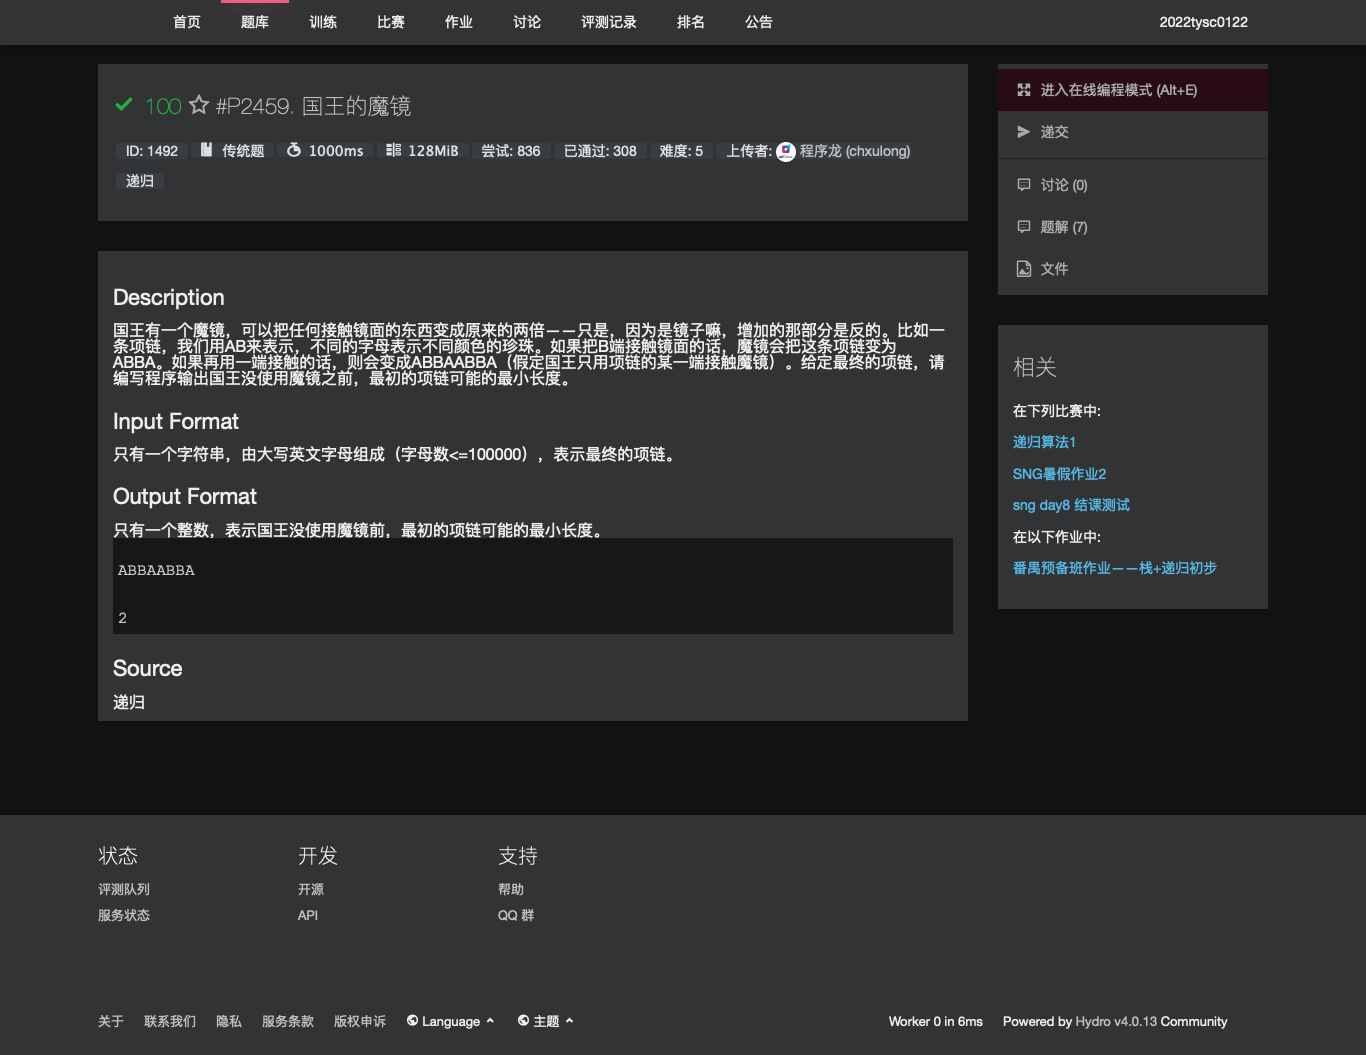 首页 题库 训练 比赛 作业 讨论 评测记录 排名 公告 2022tysc0122
100 #P2459. 国王的魔镜
ID: 1492 传统题 1000ms 128MiB 尝试: 836 已通过: 308 难度: 5 上传者: 程序龙 (chxulong)
递归
Description
国王有一个魔镜，可以把任何接触镜面的东西变成原来的两倍——只是，因为是镜子嘛，增加的那部分是反的。比如一
条项链，我们用AB来表示，不同的字母表示不同颜色的珍珠。如果把B端接触镜面的话，魔镜会把这条项链变为
ABBA。如果再用一端接触的话，则会变成ABBAABBA（假定国王只用项链的某一端接触魔镜）。给定最终的项链，请
编写程序输出国王没使用魔镜之前，最初的项链可能的最小长度。
Input Format
只有一个字符串，由大写英文字母组成（字母数<=100000），表示最终的项链。
Output Format
只有一个整数，表示国王没使用魔镜前，最初的项链可能的最小长度。
ABBAABBA
2
Source
递归
进入在线编程模式 (Alt+E)
递交
讨论 (0)
题解 (7)
文件
相关
在下列比赛中:
递归算法1
SNG暑假作业2
sng day8 结课测试
在以下作业中:
番禺预备班作业——栈+递归初步
状态 开发 支持
评测队列 开源 帮助
服务状态 API QQ 群
关于 联系我们 隐私 服务条款 版权申诉 Language 主题 Worker 0 in 6ms Powered by Hydro v4.0.13 Community